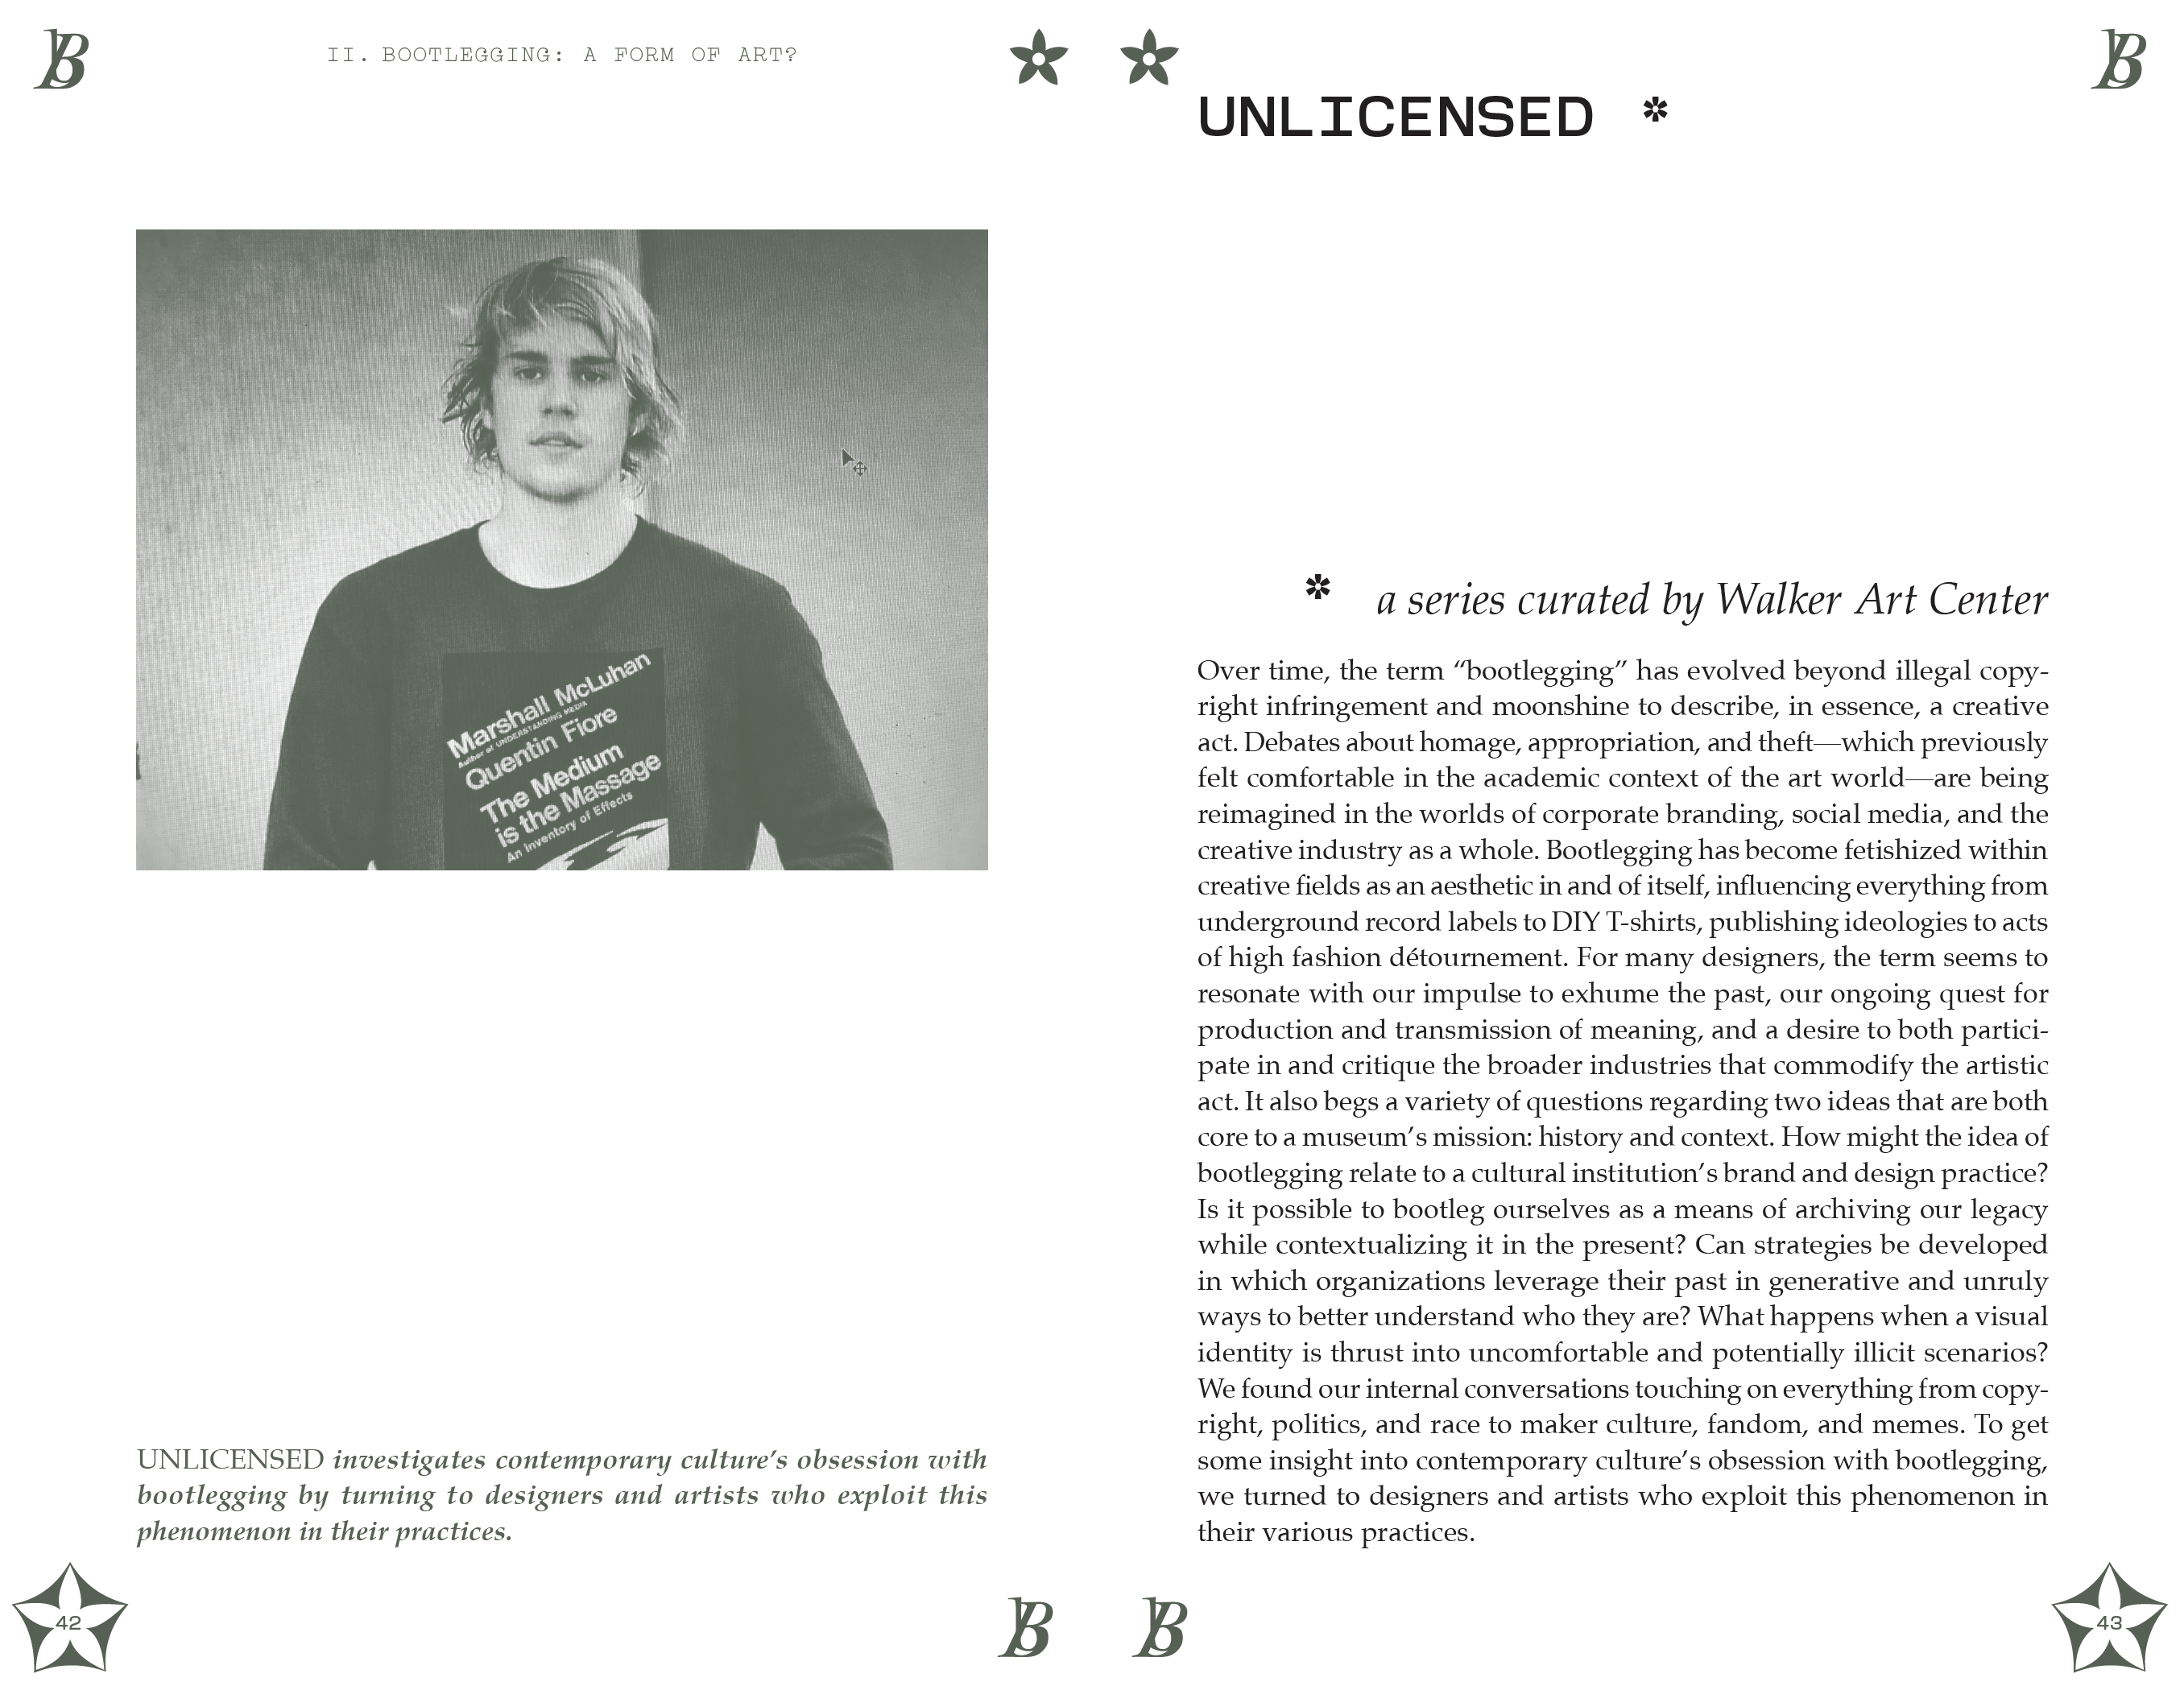 B
II. BOOTLEGGING: A FORM OF ART?
Marshall McLuhan
Author of UNDERSTANDING MEDIA
Quentin Fiore
The Medium
is the Massage
An Inventory of Effects
UNLICENSED investigates contemporary culture’s obsession with
bootlegging by turning to designers and artists who exploit this
phenomenon in their practices.
42
B
B
UNLICENSED *
* a series curated by Walker Art Center
Over time, the term “bootlegging” has evolved beyond illegal copy-
right infringement and moonshine to describe, in essence, a creative
act. Debates about homage, appropriation, and theft—which previously
felt comfortable in the academic context of the art world—are being
reimagined in the worlds of corporate branding, social media, and the
creative industry as a whole. Bootlegging has become fetishized within
creative fields as an aesthetic in and of itself, influencing everything from
underground record labels to DIY T-shirts, publishing ideologies to acts
of high fashion détournement. For many designers, the term seems to
resonate with our impulse to exhume the past, our ongoing quest for
production and transmission of meaning, and a desire to both partici-
pate in and critique the broader industries that commodify the artistic
act. It also begs a variety of questions regarding two ideas that are both
core to a museum’s mission: history and context. How might the idea of
bootlegging relate to a cultural institution’s brand and design practice?
Is it possible to bootleg ourselves as a means of archiving our legacy
while contextualizing it in the present? Can strategies be developed
in which organizations leverage their past in generative and unruly
ways to better understand who they are? What happens when a visual
identity is thrust into uncomfortable and potentially illicit scenarios?
We found our internal conversations touching on everything from copy-
right, politics, and race to maker culture, fandom, and memes. To get
some insight into contemporary culture’s obsession with bootlegging,
we turned to designers and artists who exploit this phenomenon in
their various practices.
B
43